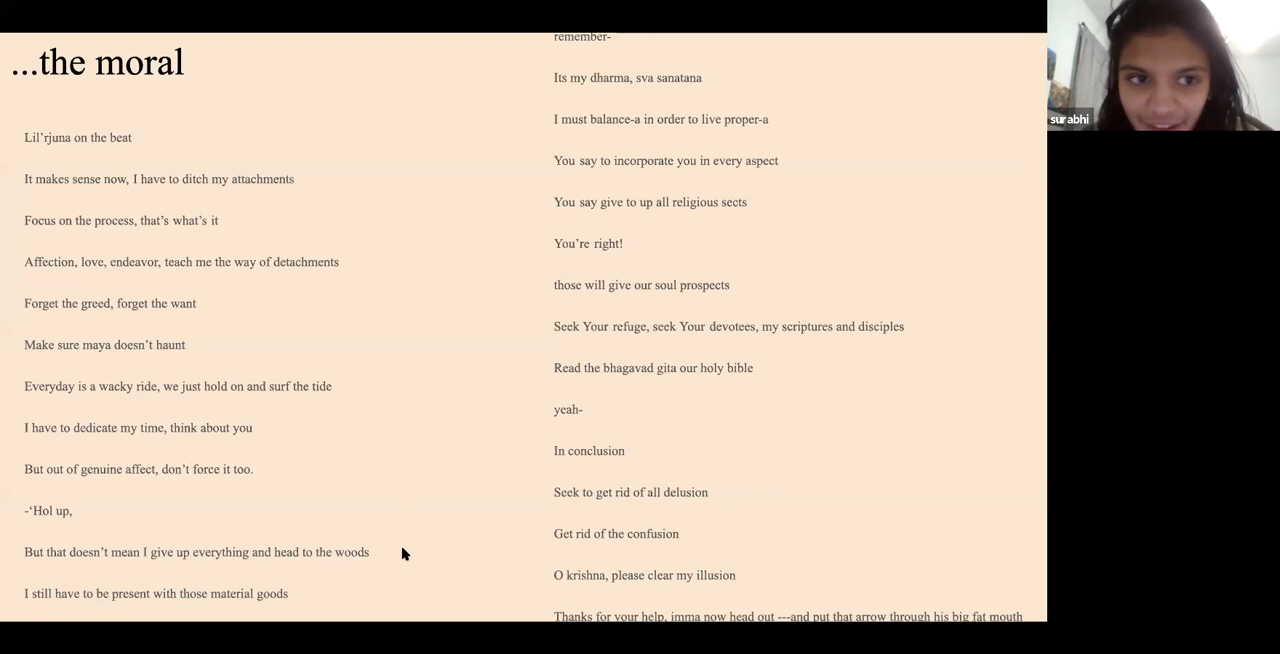 ...the moral
Lil’rjuna on the beat
It makes sense now, I have to ditch my attachments
Focus on the process, that’s what’s it
Affection, love, endeavor, teach me the way of detachments
Forget the greed, forget the want
Make sure maya doesn’t haunt
Everyday is a wacky ride, we just hold on and surf the tide
I have to dedicate my time, think about you
But out of genuine affect, don’t force it too.
-‘Hol up,
But that doesn’t mean I give up everything and head to the woods
I still have to be present with those material goods
remember-
Its my dharma, sva sanatana
I must balance-a in order to live proper-a
You say to incorporate you in every aspect
You say give to up all religious sects
You’re right!
those will give our soul prospects
Seek Your refuge, seek Your devotees, my scriptures and disciples
Read the bhagavad gita our holy bible
yeah-
In conclusion
Seek to get rid of all delusion
Get rid of the confusion
O krishna, please clear my illusion
Thanks for your help, imma now head out ---and put that arrow through his big fat mouth
surabhi